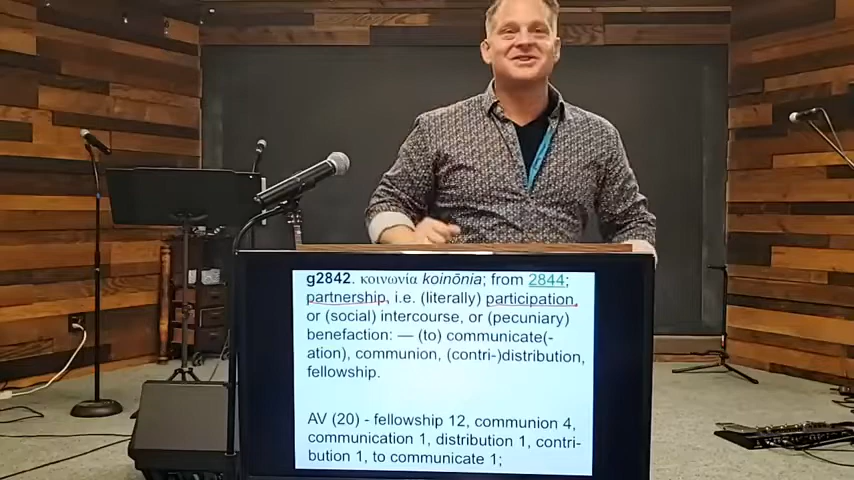 g2842. κοινωνία koinōnia; from 2844;
partnership, i.e. (literally) participation,
or (social) intercourse, or (pecuniary)
benefaction: — (to) communicate(-
ation), communion, (contri-)distribution,
fellowship.
AV (20) - fellowship 12, communion 4,
communication 1, distribution 1, contri-
bution 1, to communicate 1;